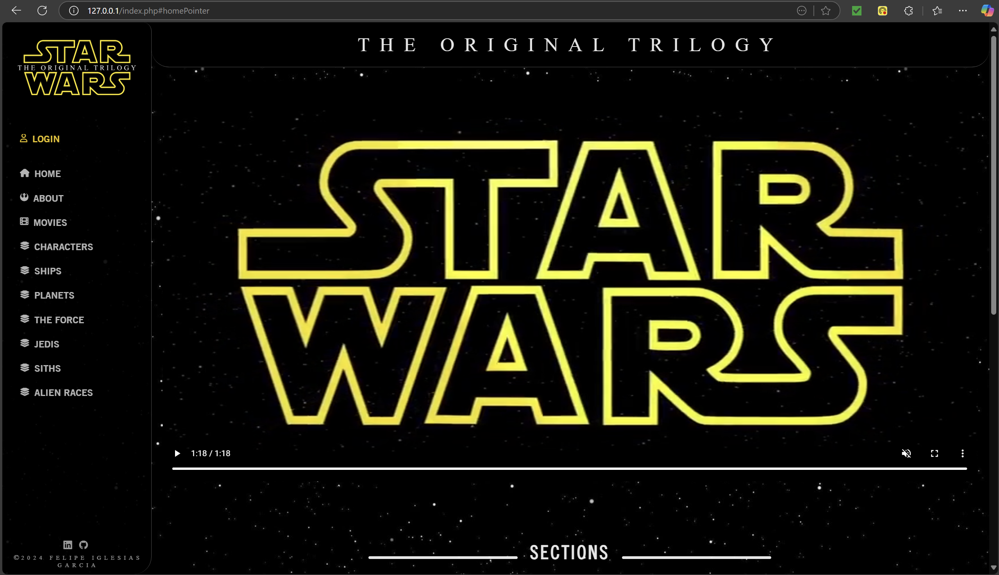 127.0.0.1/index.php#homePointer
STAR
THE ORIGINAL TRILOGY
WARS
LOGIN
HOME
ABOUT
MOVIES
CHARACTERS
SHIPS
PLANETS
THE FORCE
JEDIS
SITHS
ALIEN RACES
in
©2024 FELIPE IGLESIAS
GARCIA
THE ORIGINAL TRILOGY
STAR
WARS
1:18 / 1:18
SECTIONS